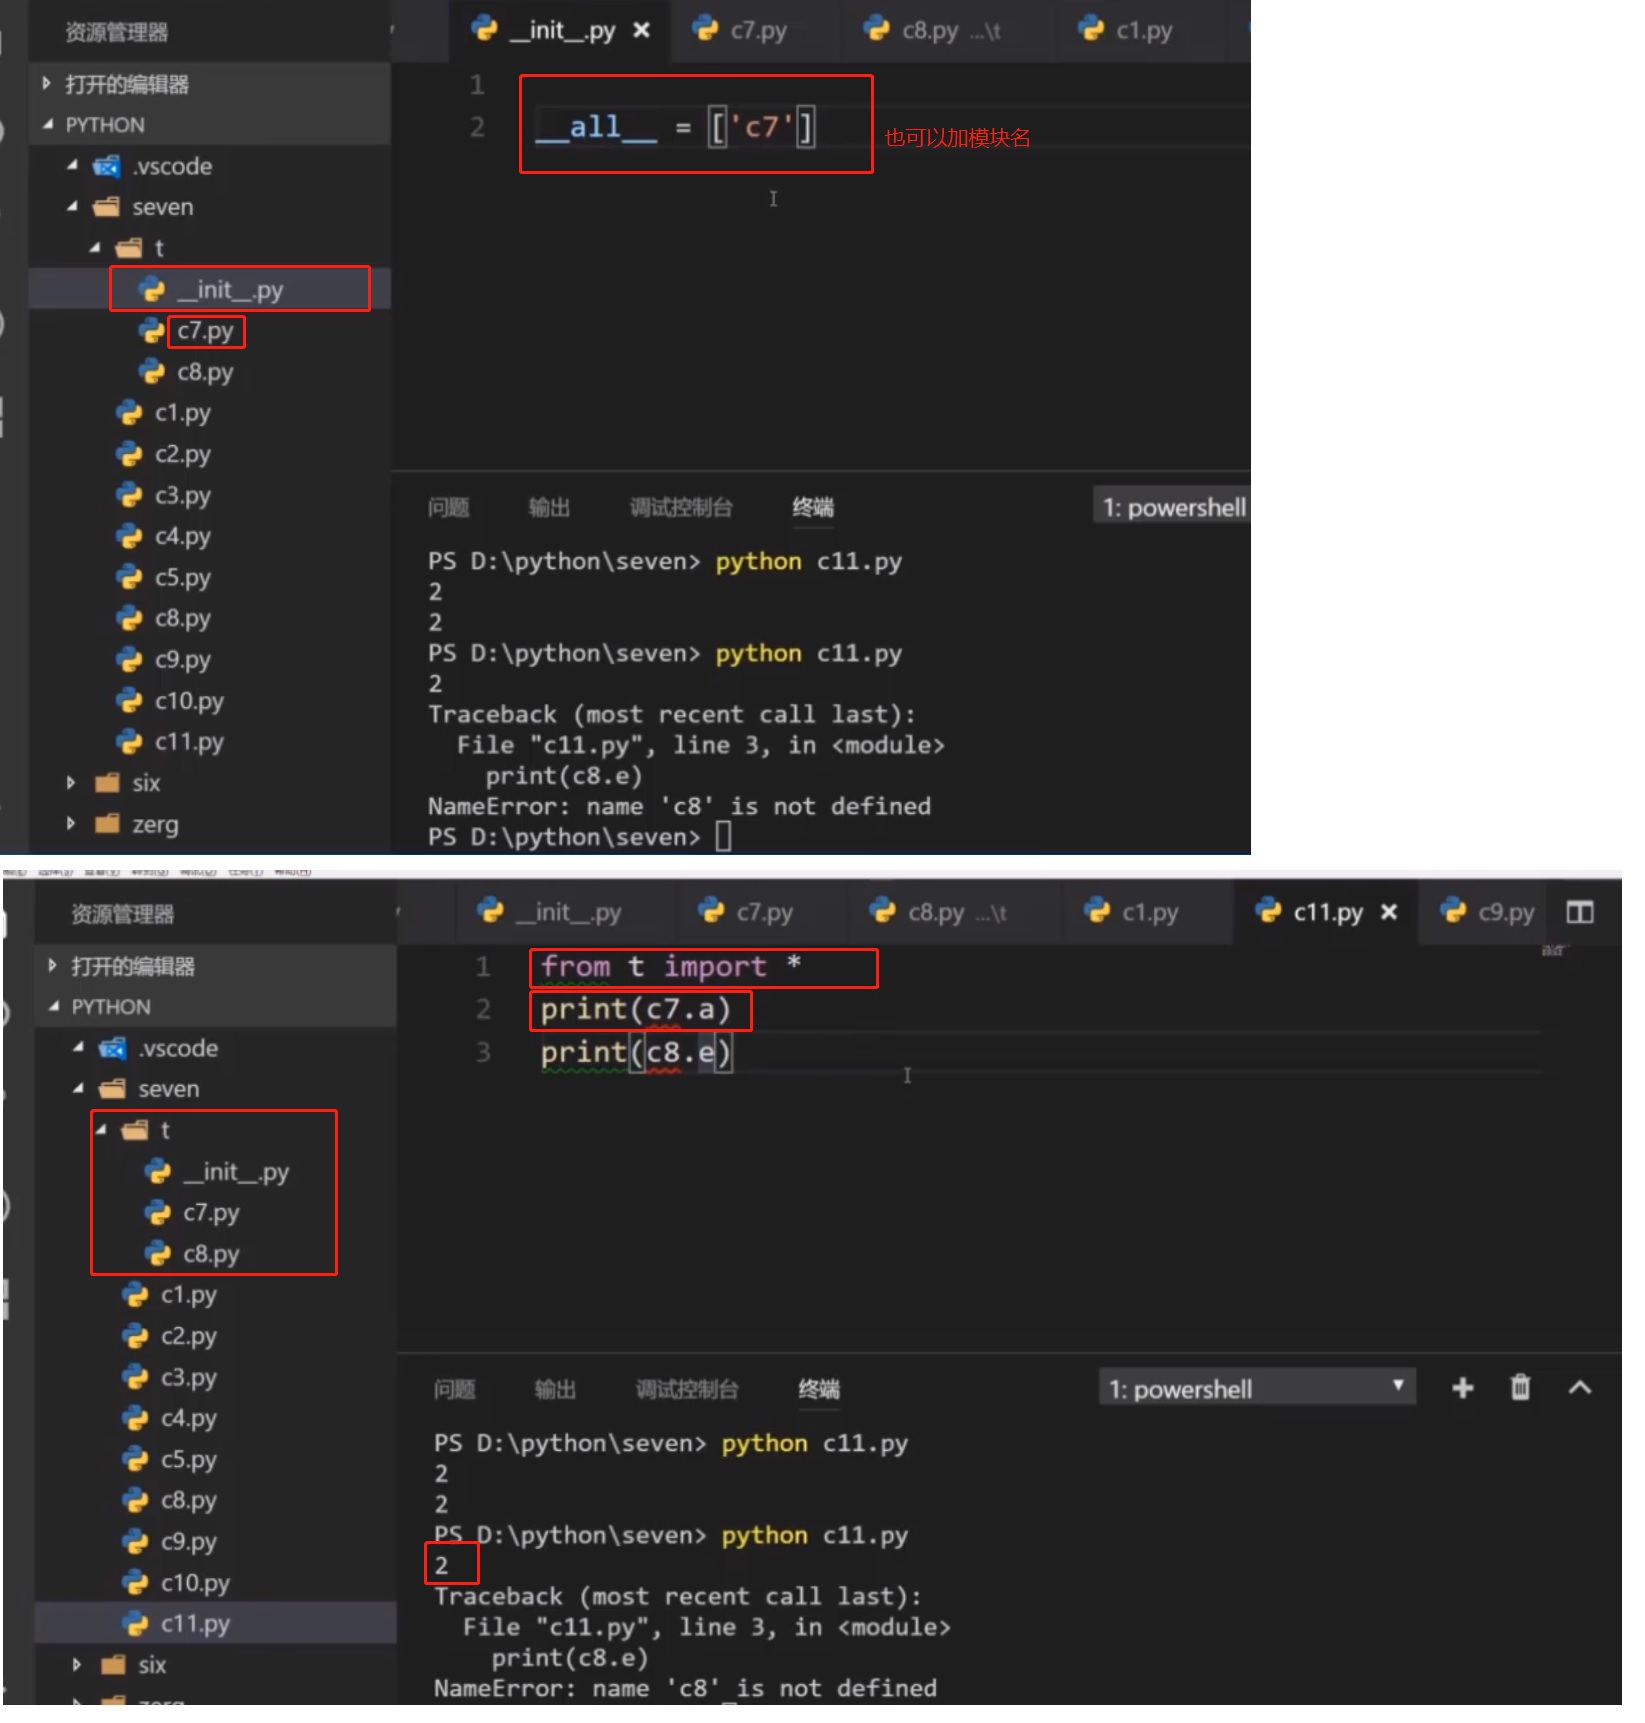 资源管理器
__init__.py
c7.py
c8.py ...\t
c1.py
打开的编辑器
PYTHON
.vscode
seven
t
__init__.py
c7.py
c8.py
c1.py
c2.py
c3.py
c4.py
c5.py
c8.py
c9.py
c10.py
c11.py
six
zerg
1
2 __all__ = ['c7']
也可以加模块名
问题 输出 调试控制台 终端
1: powershell
PS D:\python\seven> python c11.py
2
2
PS D:\python\seven> python c11.py
2
Traceback (most recent call last):
File "c11.py", line 3, in <module>
print(c8.e)
NameError: name 'c8' is not defined
PS D:\python\seven>
资源管理器
__init__.py
c7.py
c8.py ...\t
c1.py
c11.py
c9.py
打开的编辑器
PYTHON
.vscode
seven
t
__init__.py
c7.py
c8.py
c1.py
c2.py
c3.py
c4.py
c5.py
c8.py
c9.py
c10.py
c11.py
six
1 from t import *
2 print(c7.a)
3 print(c8.e)
问题 输出 调试控制台 终端
1: powershell
PS D:\python\seven> python c11.py
2
2
PS D:\python\seven> python c11.py
2
Traceback (most recent call last):
File "c11.py", line 3, in <module>
print(c8.e)
NameError: name 'c8' is not defined